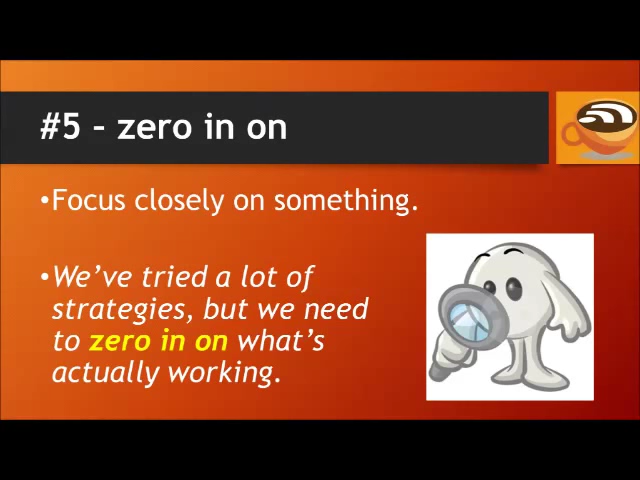 #5 – zero in on
•Focus closely on something.
•We’ve tried a lot of
strategies, but we need
to zero in on what’s
actually working.